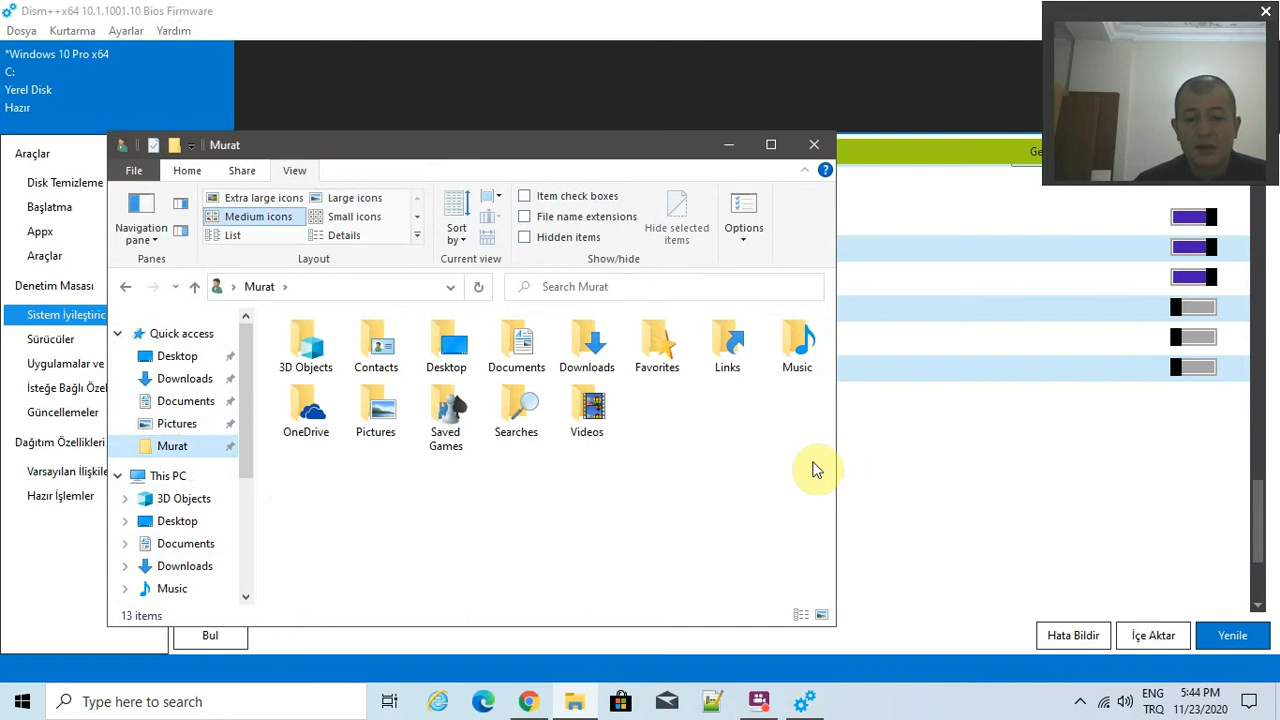 Dism++x64 10.1.1001.10 Bios Firmware
Dosya Kurtarma Ayarlar Yardım
*Windows 10 Pro x64
C:
Yerel Disk
Hazır
Araçlar
Disk Temizleme
Başlatma
Appx
Araçlar
Denetim Masası
Sistem İyileştiric
Sürücüler
Uygulamalar ve
İsteğe Bağlı Özel
Güncellemeler
Dağıtım Özellikleri
Varsayılan İlişkile
Hazır İşlemler
Murat
File Home Share View
Navigation pane
Panes
Extra large icons Large icons
Medium icons Small icons
List Details
Layout
Sort by
Current view
Item check boxes
File name extensions
Hidden items
Hide selected items
Show/hide
Options
Murat
Search Murat
Quick access
Desktop
Downloads
Documents
Pictures
Murat
This PC
3D Objects
Desktop
Documents
Downloads
Music
3D Objects Contacts Desktop Documents Downloads Favorites Links Music
OneDrive Pictures Saved Games Searches Videos
13 items
Ge
Bul
Hata Bildir İçe Aktar Yenile
Type here to search
ENG
TRQ
5:44 PM
11/23/2020